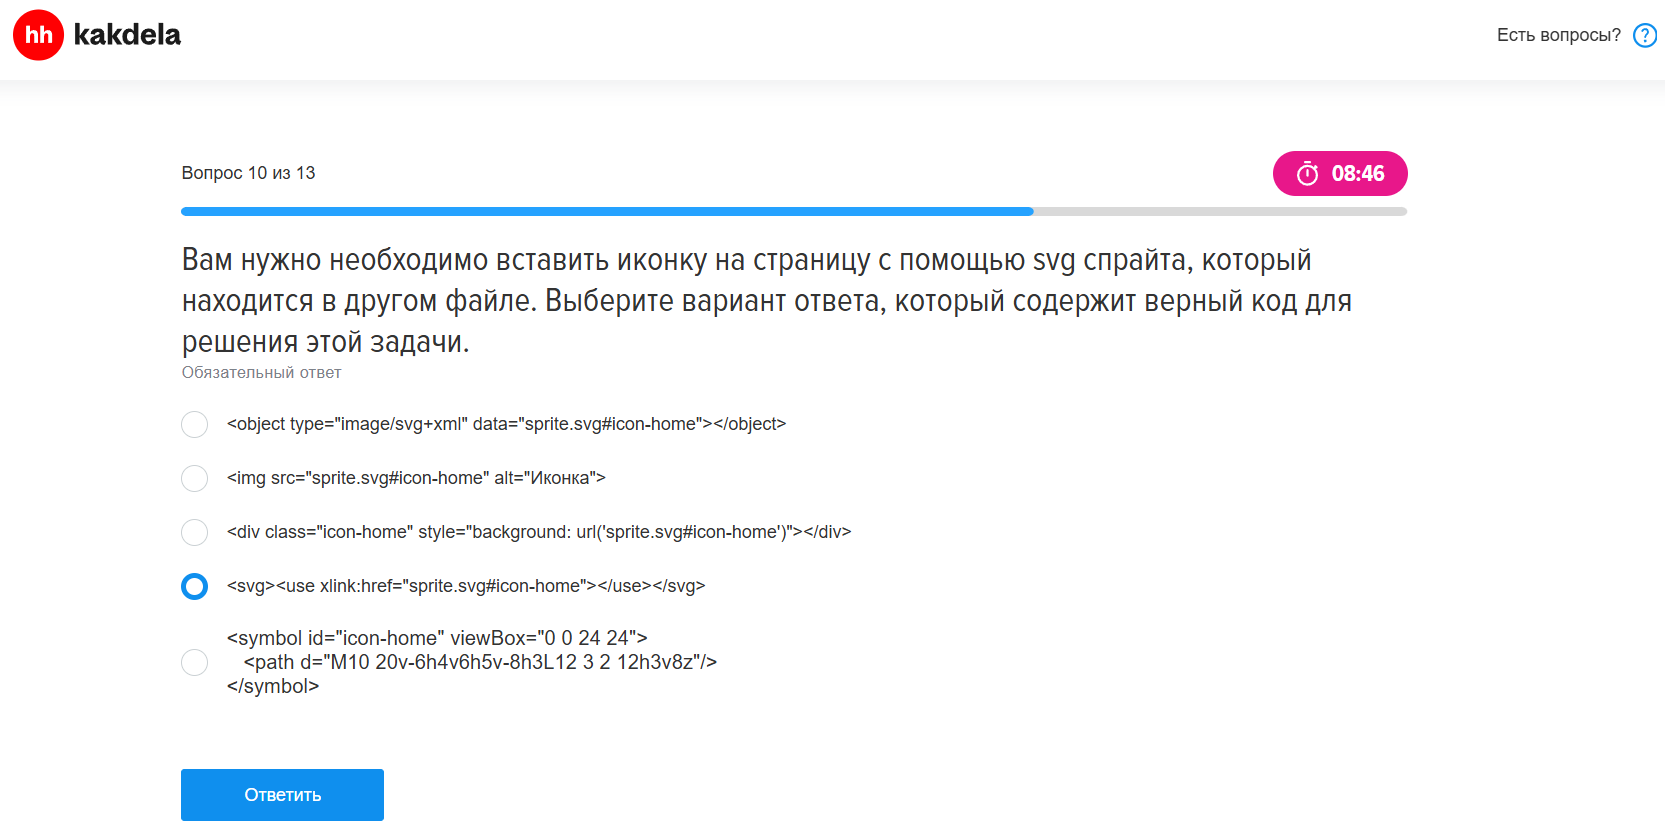 hh kakdela
Есть вопросы? ?
Вопрос 10 из 13
08:46
Вам нужно необходимо вставить иконку на страницу с помощью svg спрайта, который
находится в другом файле. Выберите вариант ответа, который содержит верный код для
решения этой задачи.
Обязательный ответ
<object type="image/svg+xml" data="sprite.svg#icon-home"></object>
<img src="sprite.svg#icon-home" alt="Иконка">
<div class="icon-home" style="background: url('sprite.svg#icon-home')"></div>
<svg><use xlink:href="sprite.svg#icon-home"></use></svg>
<symbol id="icon-home" viewBox="0 0 24 24">
<path d="M10 20v-6h4v6h5v-8h3L12 3 2 12h3v8z"/>
</symbol>
Ответить